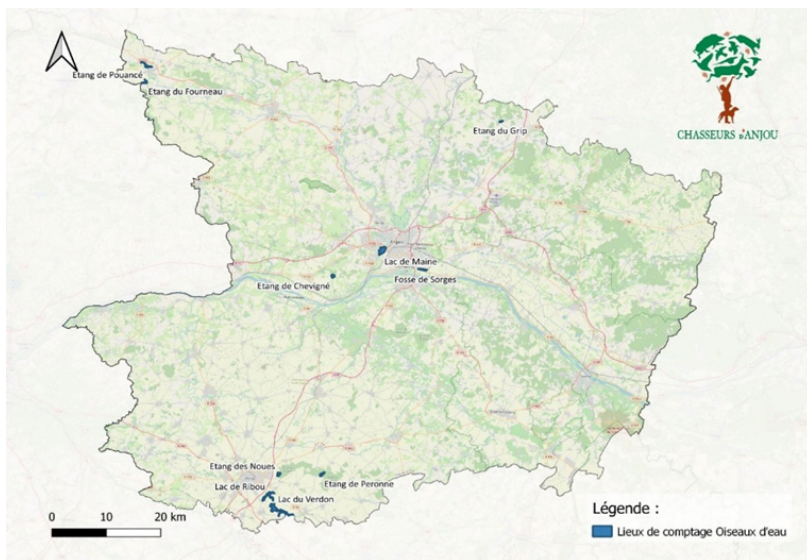 Etang de Pouancé
Etang du Fourneau
CHASSEURS D'ANJOU
Etang du Grip
Lac de Maine
Fosse de Sorges
Etang de Chevigné
Etang des Noues
Lac de Ribou
Etang de Peronne
Lac du Verdon
0 10 20 km
Légende :
Lieux de comptage Oiseaux d'eau